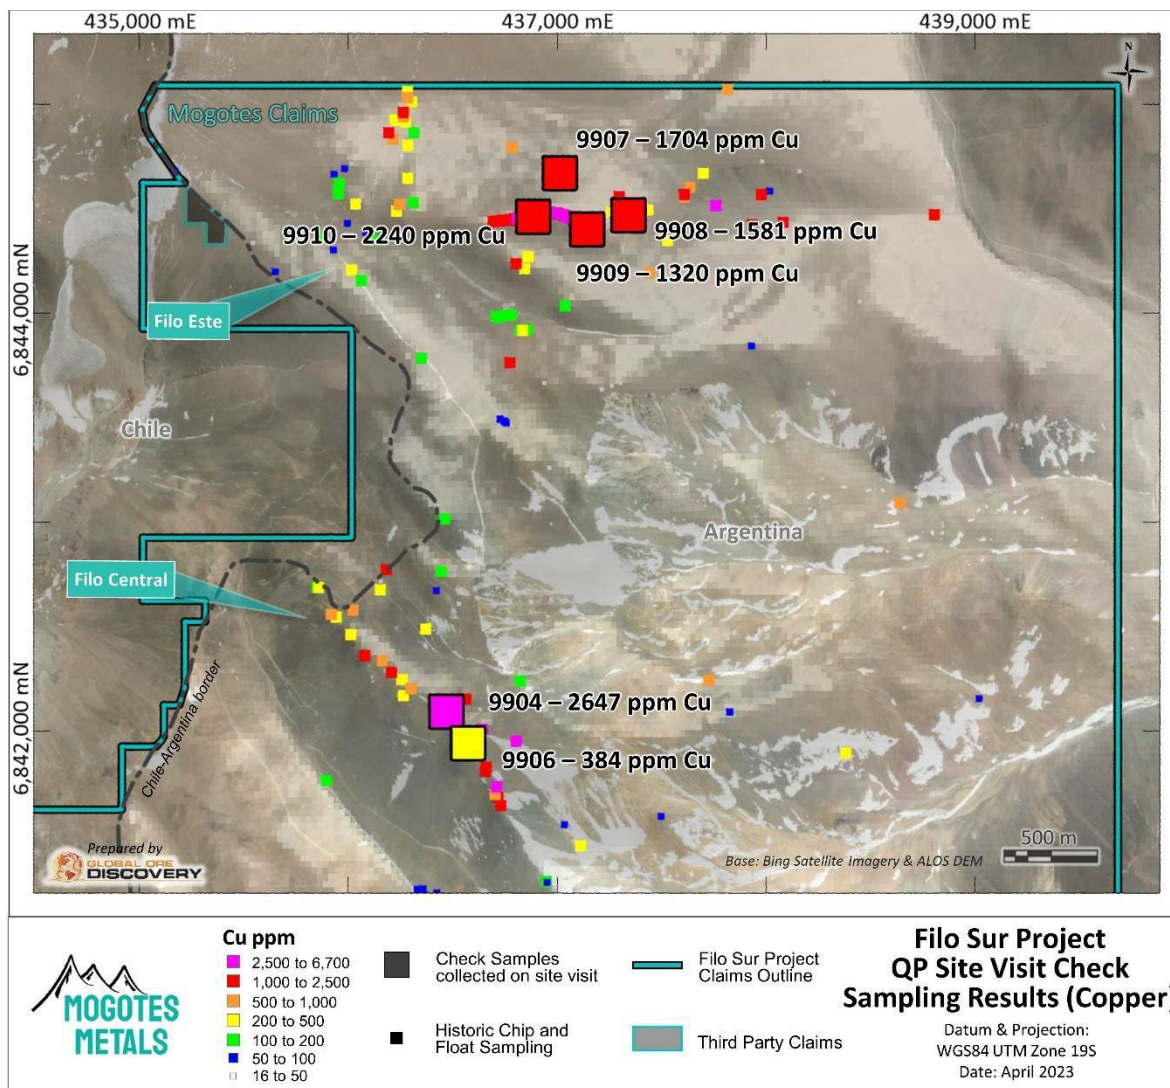 435,000 mE
437,000 mE
439,000 mE
N
Mogotes Claims
9907 – 1704 ppm Cu
9910 – 2240 ppm Cu
9908 – 1581 ppm Cu
9909 – 1320 ppm Cu
Filo Este
6,844,000 mN
Chile
Argentina
Filo Central
9904 – 2647 ppm Cu
9906 – 384 ppm Cu
6,842,000 mN
Chile-Argentina border
500 m
Prepared by
GLOBAL ORE
DISCOVERY
Base: Bing Satellite Imagery & ALOS DEM
MOGOTES
METALS
Cu ppm
2,500 to 6,700
1,000 to 2,500
500 to 1,000
200 to 500
100 to 200
50 to 100
16 to 50
Check Samples
collected on site visit
Historic Chip and
Float Sampling
Filo Sur Project
Claims Outline
Third Party Claims
Filo Sur Project
QP Site Visit Check
Sampling Results (Copper)
Datum & Projection:
WGS84 UTM Zone 19S
Date: April 2023